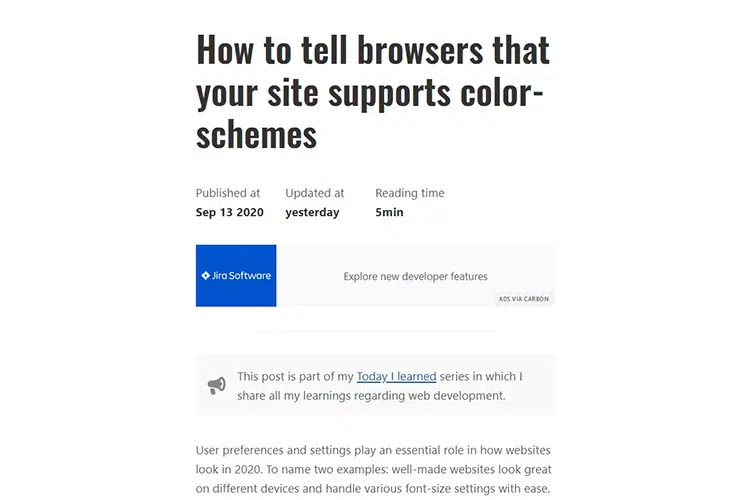 How to tell browsers that
your site supports color-
schemes
Published at Updated at Reading time
Sep 13 2020 yesterday 5min
Jira Software
Explore new developer features
ADS VIA CARBON
This post is part of my Today I learned series in which I
share all my learnings regarding web development.
User preferences and settings play an essential role in how websites
look in 2020. To name two examples: well-made websites look great
on different devices and handle various font-size settings with ease.